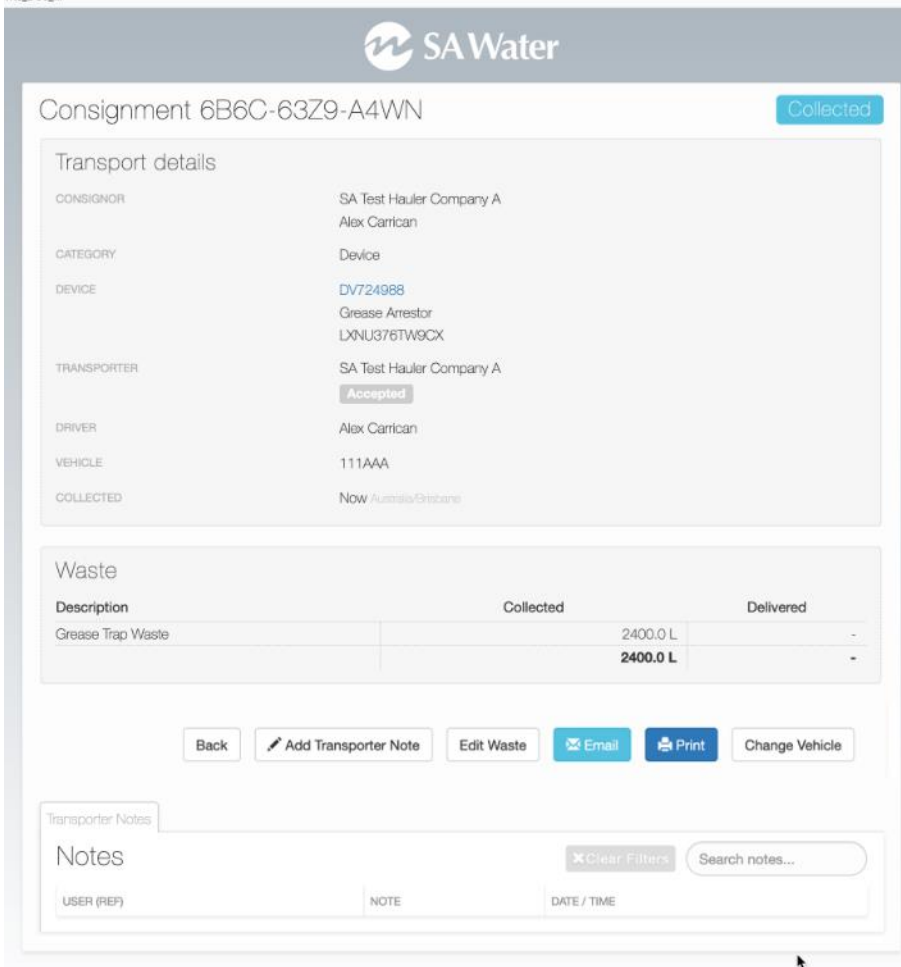 SA Water
Consignment 6B6C-63Z9-A4WN
Collected
Transport details
CONSIGNOR
SA Test Hauler Company A
Alex Carrican
CATEGORY
Device
DEVICE
DV724988
Grease Arrestor
LXNU376TW9CX
TRANSPORTER
SA Test Hauler Company A
Accepted
DRIVER
Alex Carrican
VEHICLE
111AAA
COLLECTED
Now Australia/Brisbane
Waste
Description Collected Delivered
Grease Trap Waste 2400.0 L -
2400.0 L -
Back Add Transporter Note Edit Waste Email Print Change Vehicle
Transporter Notes
Notes
Clear Filters Search notes...
USER (REF) NOTE DATE / TIME